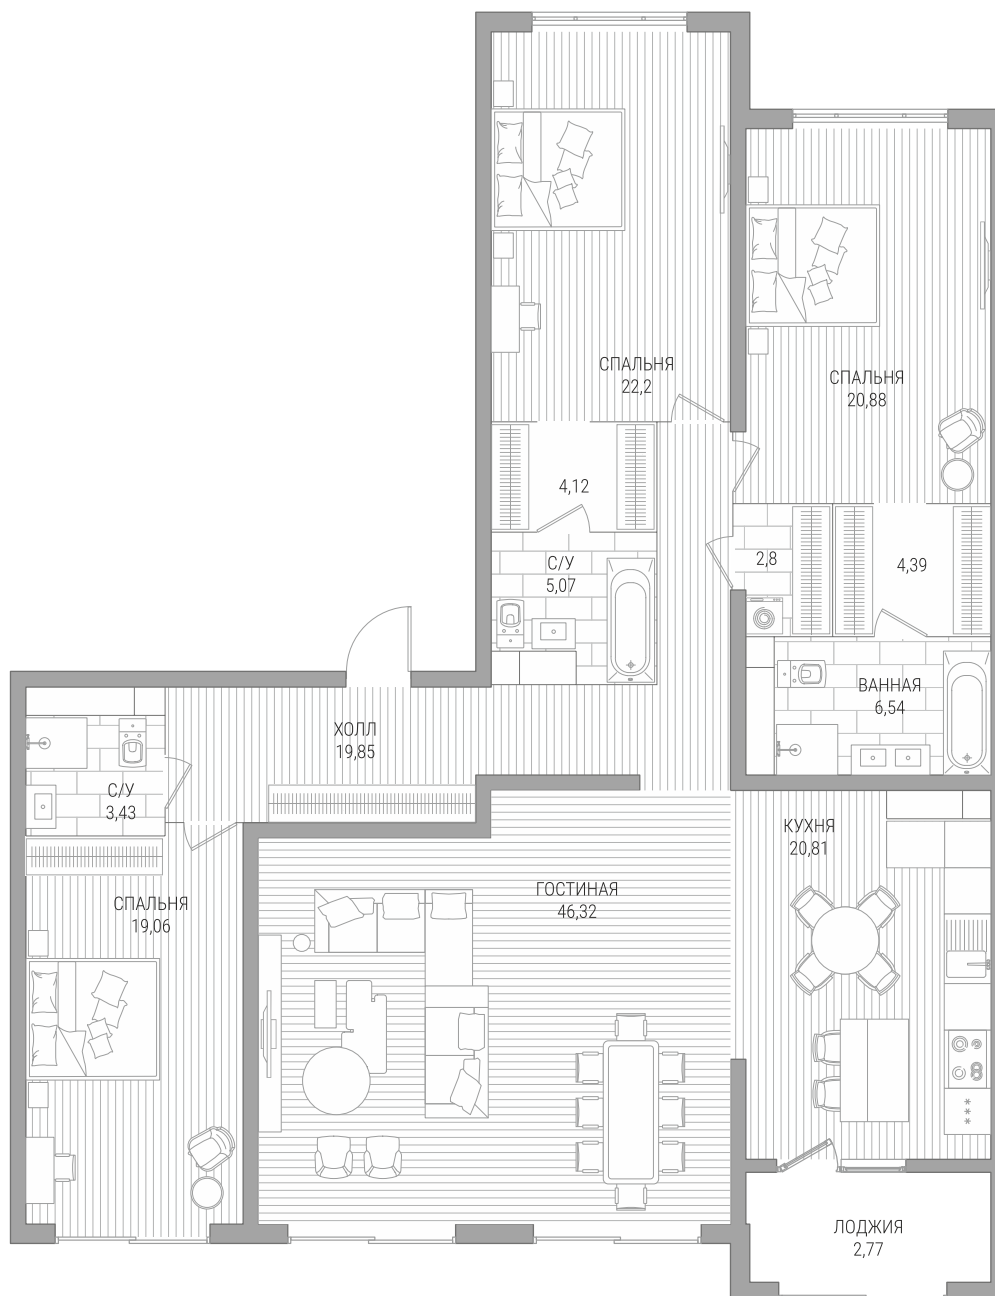 СПАЛЬНЯ
22,2
СПАЛЬНЯ
20,88
4,12
С/У
5,07
2,8
4,39
ВАННАЯ
6,54
ХОЛЛ
19,85
С/У
3,43
КУХНЯ
20,81
ГОСТИНАЯ
46,32
СПАЛЬНЯ
19,06
ЛОДЖИЯ
2,77